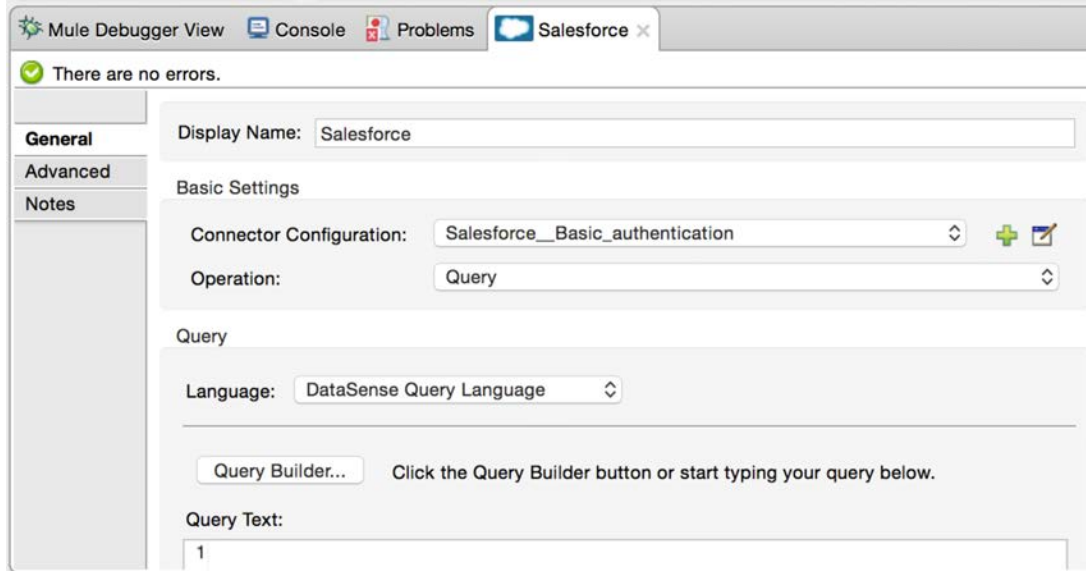 Mule Debugger View Console Problems Salesforce
There are no errors.
General
Advanced
Notes
Display Name: Salesforce
Basic Settings
Connector Configuration: Salesforce__Basic_authentication
Operation: Query
Query
Language: DataSense Query Language
Query Builder... Click the Query Builder button or start typing your query below.
Query Text:
1